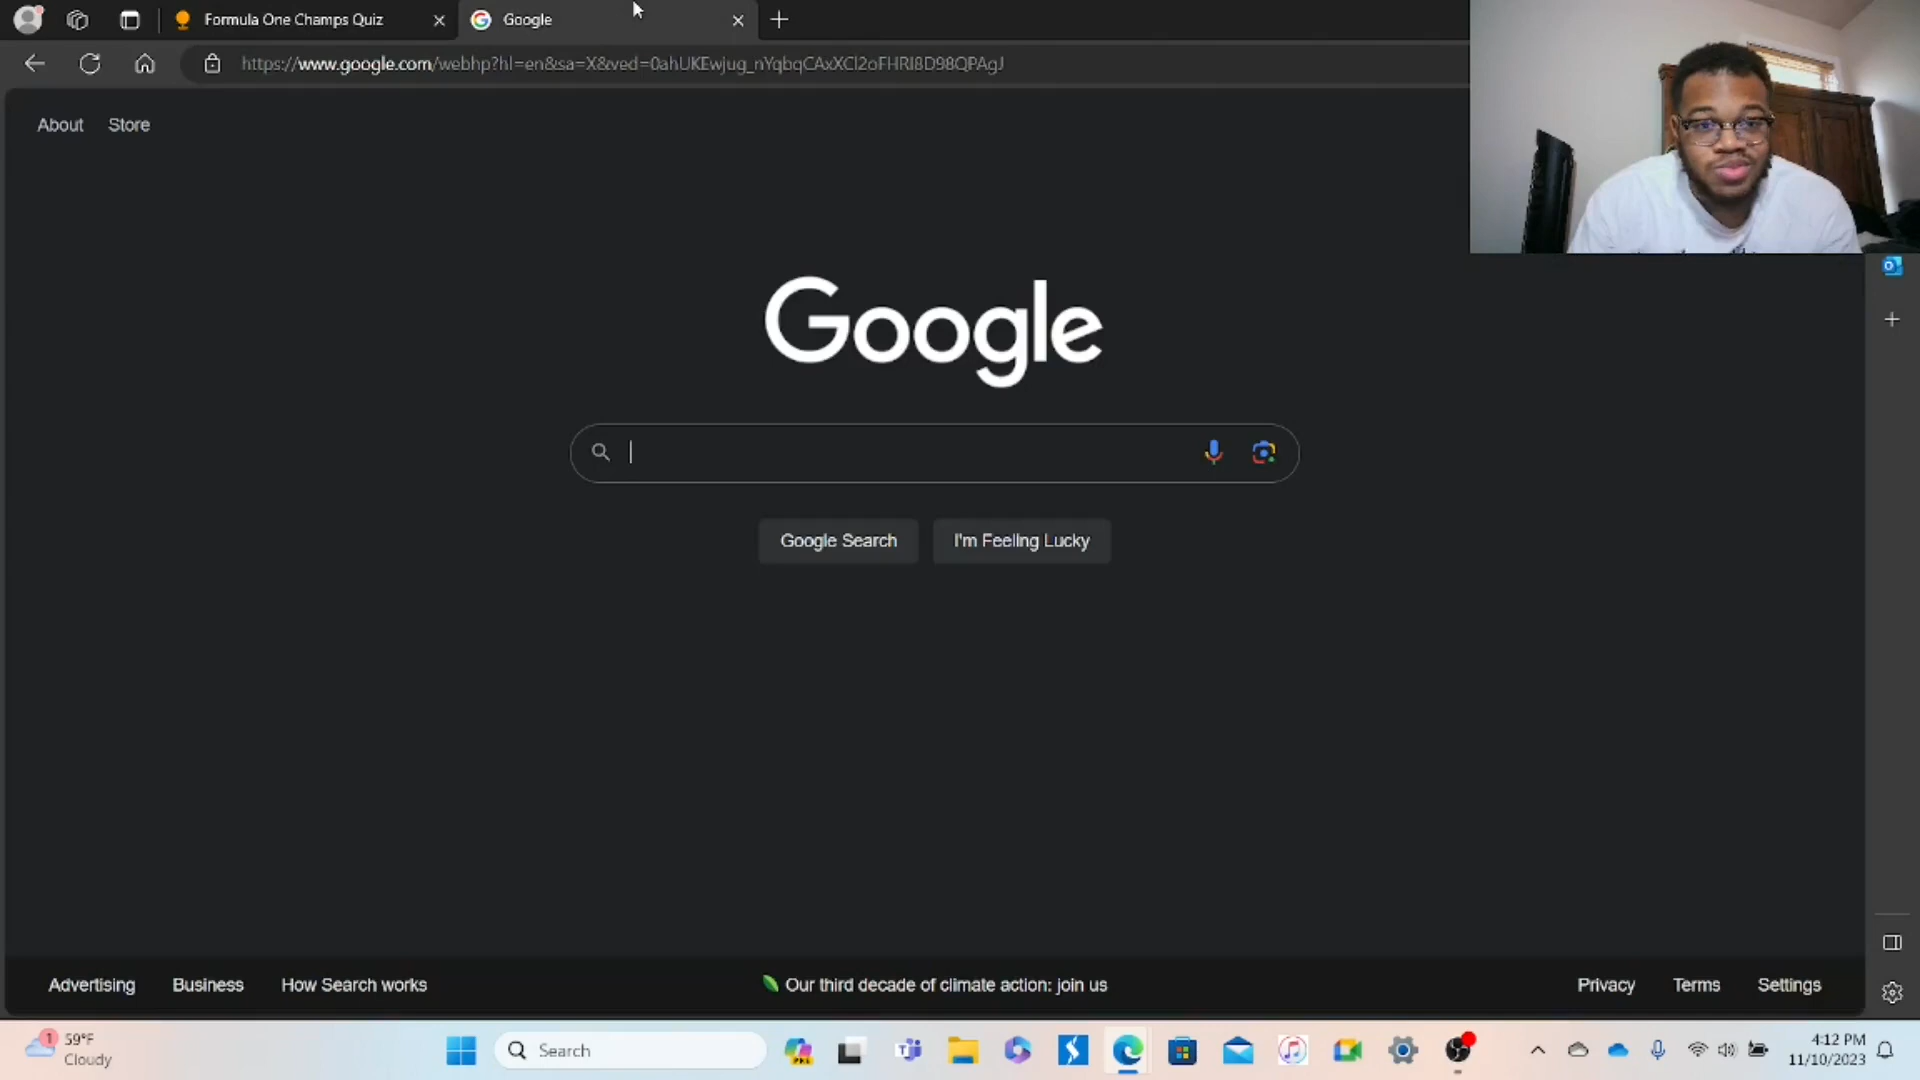 Formula One Champs Quiz
Google
https://www.google.com/webhp?hl=en&sa=X&ved=0ahUKEwjug_nYqbqCAxXCl2oFHRI8D98QPAgJ
About
Store
Google
Google Search
I'm Feeling Lucky
Advertising
Business
How Search works
Our third decade of climate action: join us
Privacy
Terms
Settings
1
59°F
Cloudy
Search
PRE
4:12 PM
11/10/2023